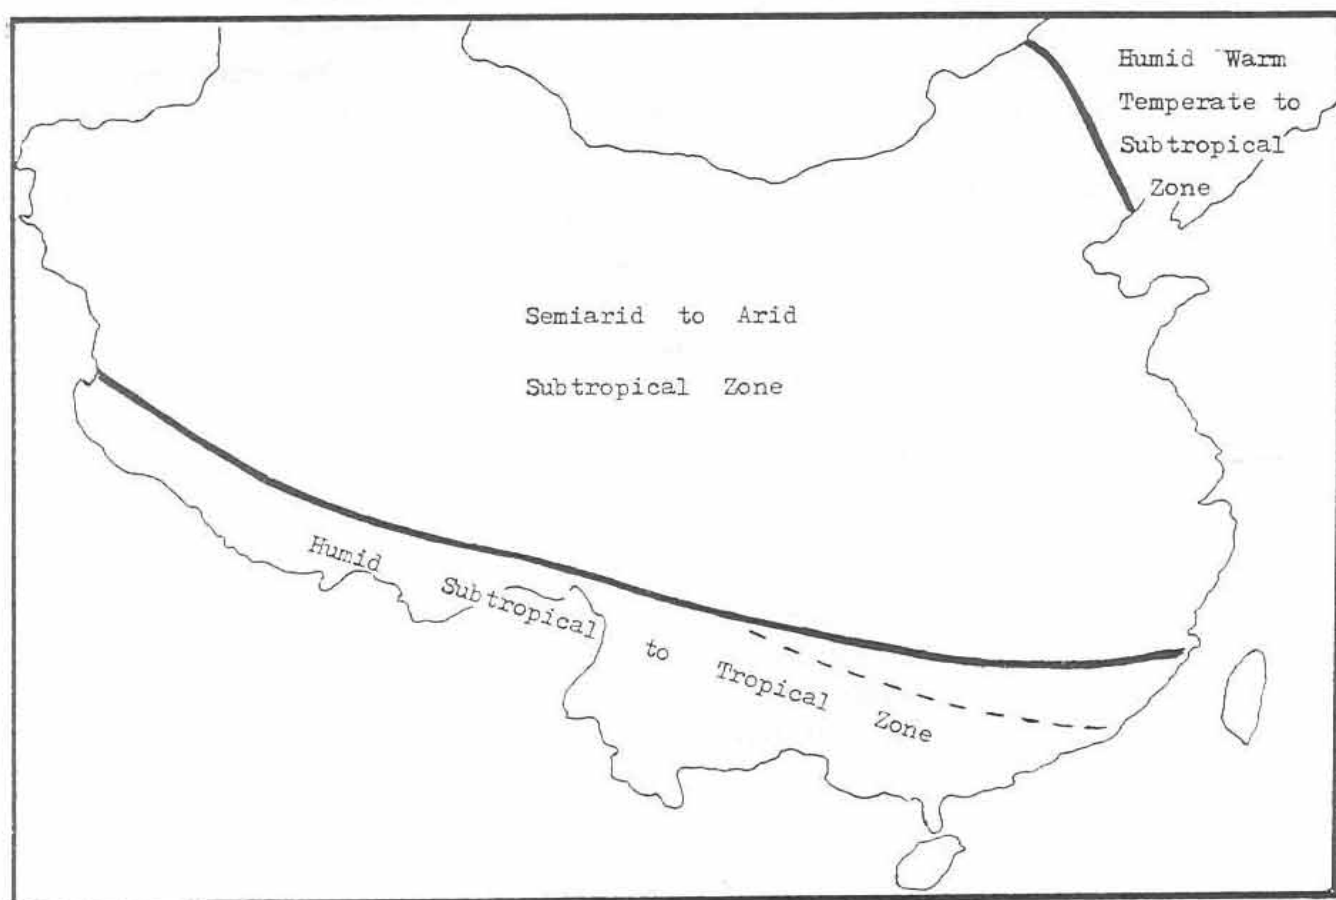 Humid Warm
Temperate to
Subtropical
Zone
Semiarid to Arid
Subtropical Zone
Humid Subtropical to Tropical Zone